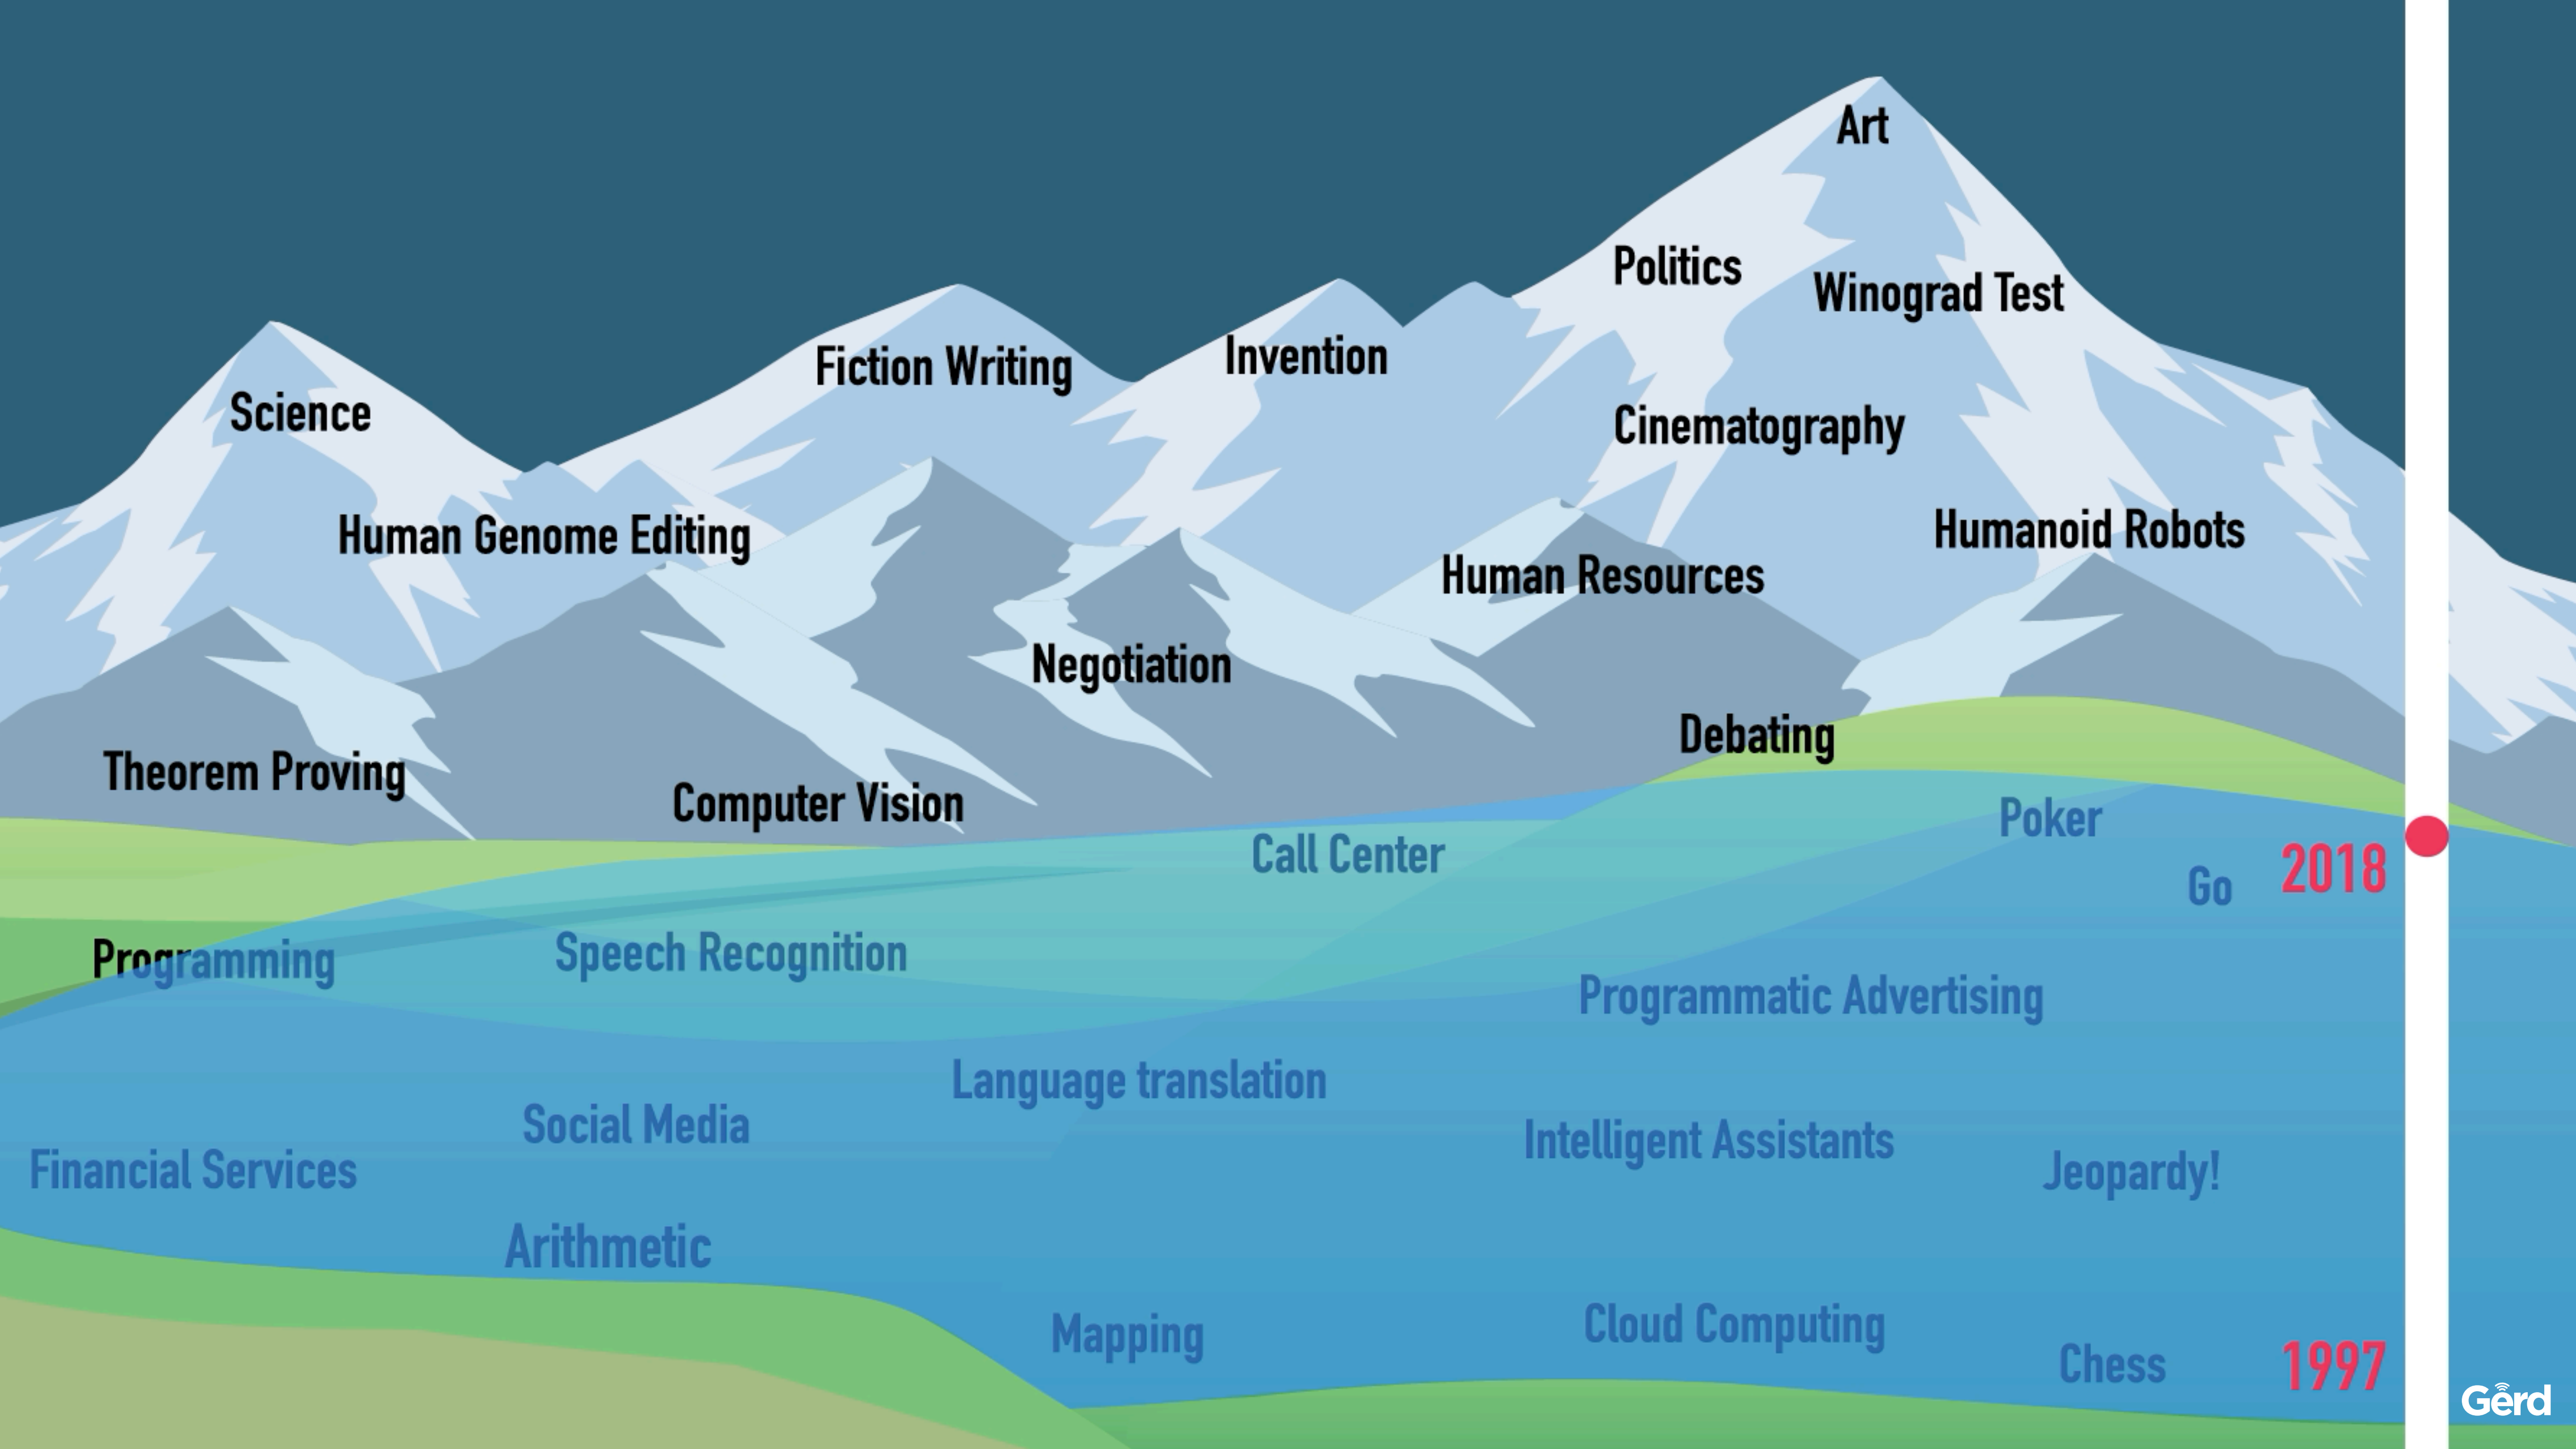 Art
Politics
Winograd Test
Fiction Writing
Invention
Science
Cinematography
Human Genome Editing
Humanoid Robots
Human Resources
Negotiation
Debating
Theorem Proving
Computer Vision
Poker
Call Center
2018
Go
Programming
Speech Recognition
Programmatic Advertising
Language translation
Social Media
Intelligent Assistants
Financial Services
Jeopardy!
Arithmetic
Mapping
Cloud Computing
Chess
1997
Gerd